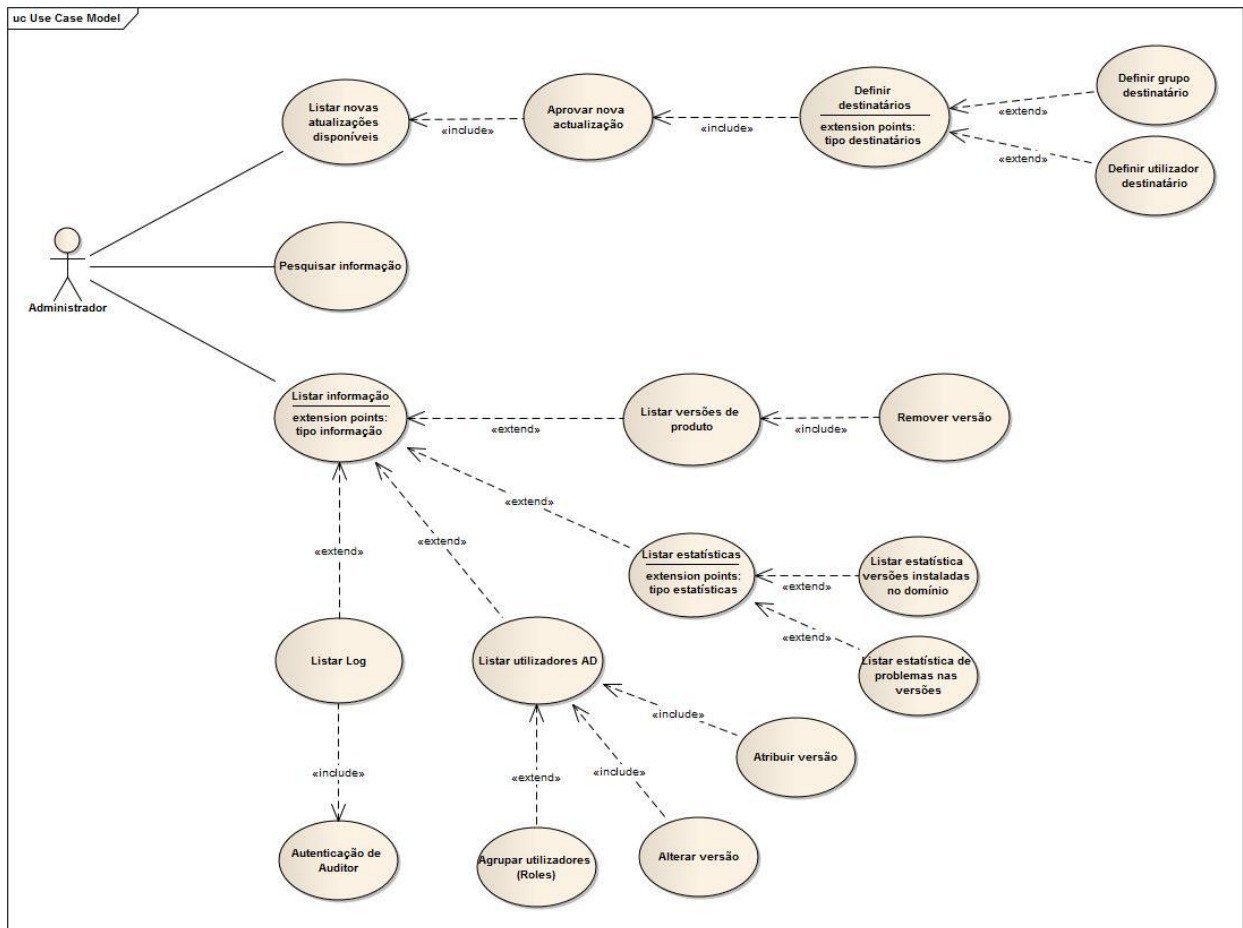 uc Use Case Model
Listar novas
atualizações
disponíveis
«include»
Aprovar nova
actualização
«include»
Definir
destinatários
extension points:
tipo destinatários
«extend»
Definir grupo
destinatário
«extend»
Definir utilizador
destinatário
Administrador
Pesquisar informação
Listar informação
extension points:
tipo informação
«extend»
Listar versões de
produto
«include»
Remover versão
«extend»
Listar estatísticas
extension points:
tipo estatísticas
«extend»
Listar estatística
versões instaladas
no domínio
«extend»
Listar estatística de
problemas nas
versões
«extend»
Listar Log
«extend»
Listar utilizadores AD
«include»
Atribuir versão
«include»
Autenticação de
Auditor
«extend»
Agrupar utilizadores
(Roles)
«include»
Alterar versão